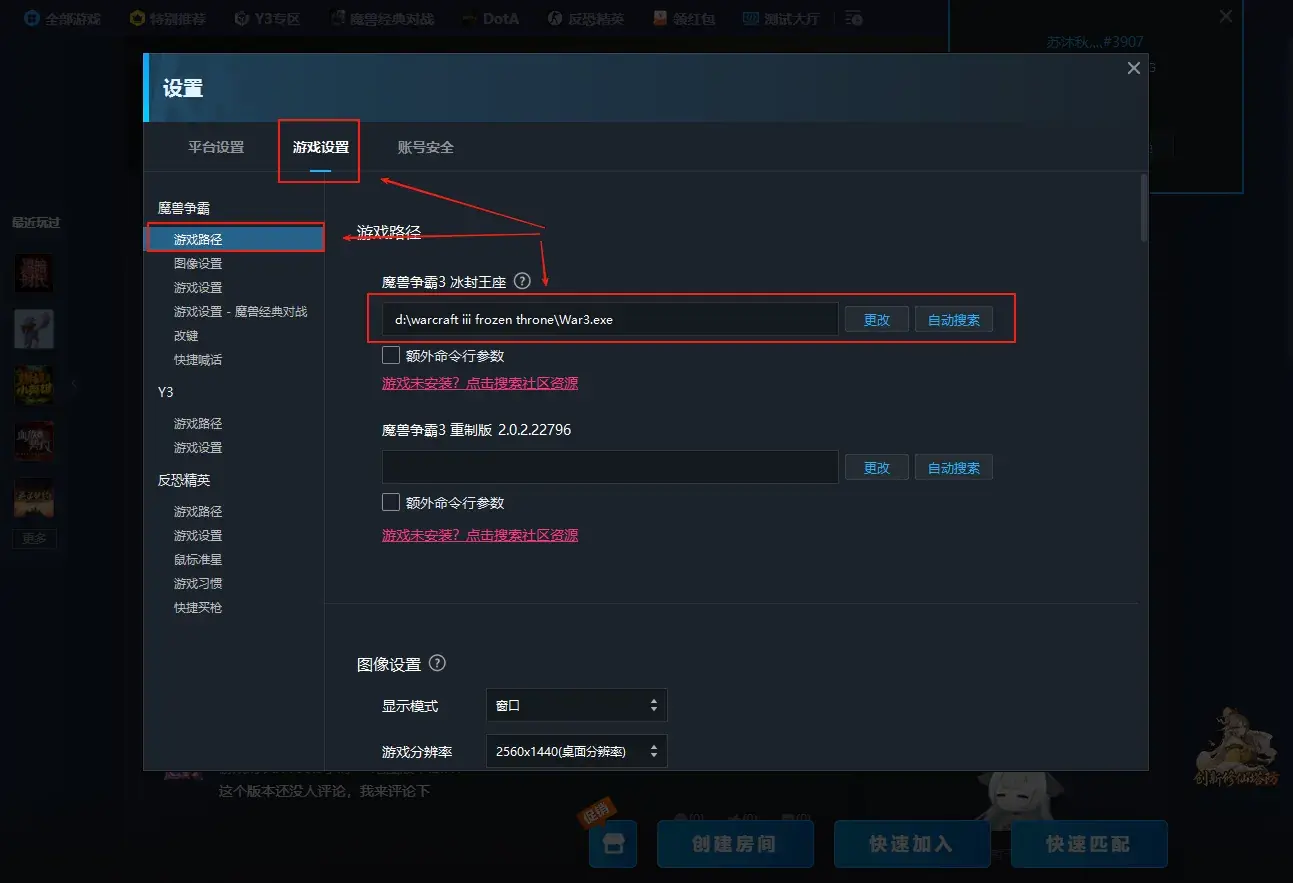 全部游戏 特别推荐 Y3专区 魔兽经典对战 DotA 反恐精英 领红包 测试大厅
苏沐秋,,,,#3907
设置
平台设置 游戏设置 账号安全
最近玩过
更多
魔兽争霸
游戏路径
图像设置
游戏设置
游戏设置 - 魔兽经典对战
改键
快捷喊话
Y3
游戏路径
游戏设置
反恐精英
游戏路径
游戏设置
鼠标准星
游戏习惯
快捷买枪
游戏路径
魔兽争霸3 冰封王座 ?
d:\warcraft iii frozen throne\War3.exe 更改 自动搜索
额外命令行参数
游戏未安装？点击搜索社区资源
魔兽争霸3 重制版 2.0.2.22796
更改 自动搜索
额外命令行参数
游戏未安装？点击搜索社区资源
图像设置 ?
显示模式 窗口
游戏分辨率 2560x1440(桌面分辨率)
这个版本还没人评论，我来评论下
创新修仙塔防
促销
创建房间 快速加入 快速匹配